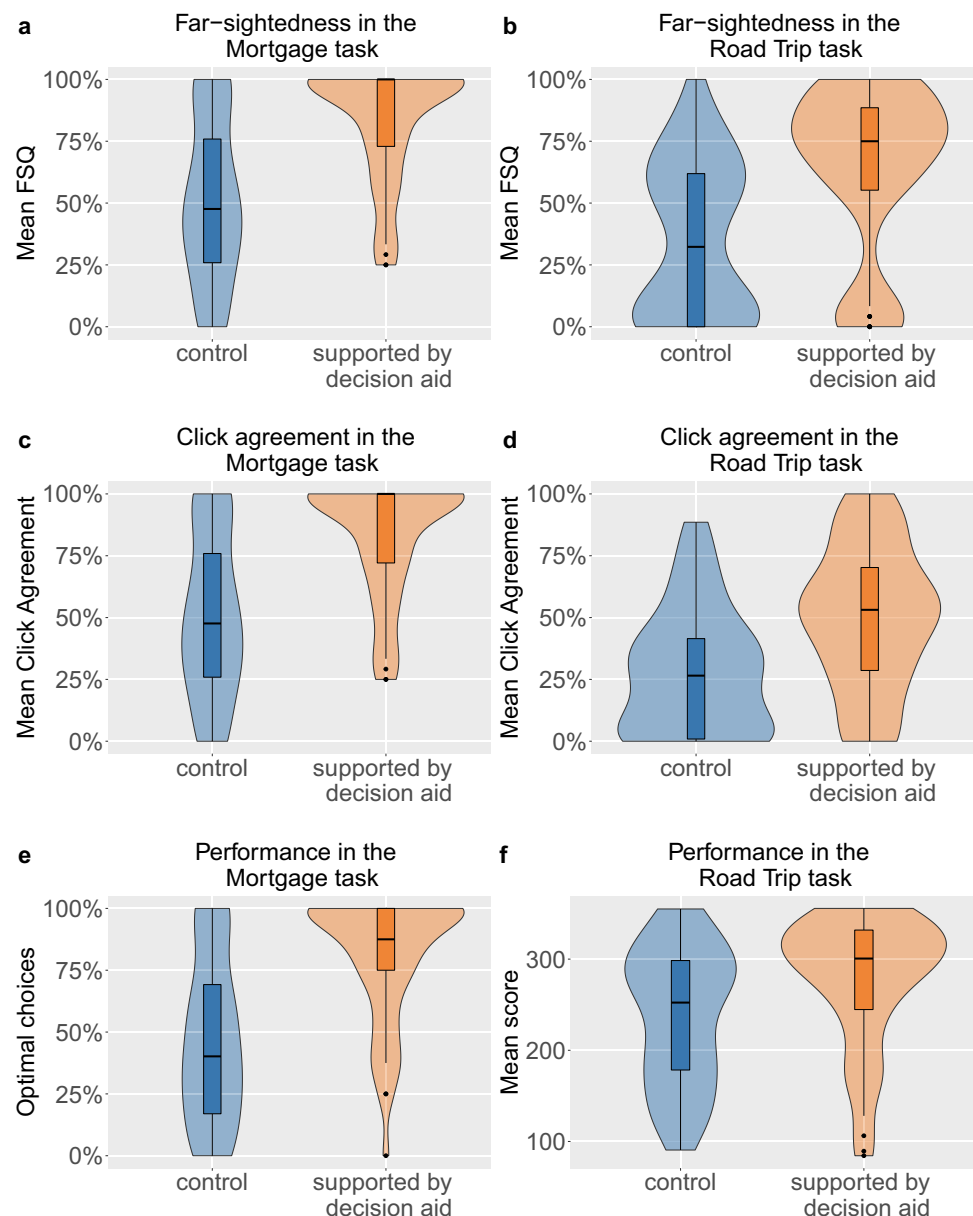 a
Far−sightedness in the
Mortgage task
Mean FSQ
100%
75%
50%
25%
0%
control
supported by
decision aid
b
Far−sightedness in the
Road Trip task
Mean FSQ
100%
75%
50%
25%
0%
control
supported by
decision aid
c
Click agreement in the
Mortgage task
Mean Click Agreement
100%
75%
50%
25%
0%
control
supported by
decision aid
d
Click agreement in the
Road Trip task
Mean Click Agreement
100%
75%
50%
25%
0%
control
supported by
decision aid
e
Performance in the
Mortgage task
Optimal choices
100%
75%
50%
25%
0%
control
supported by
decision aid
f
Performance in the
Road Trip task
Mean score
300
200
100
control
supported by
decision aid